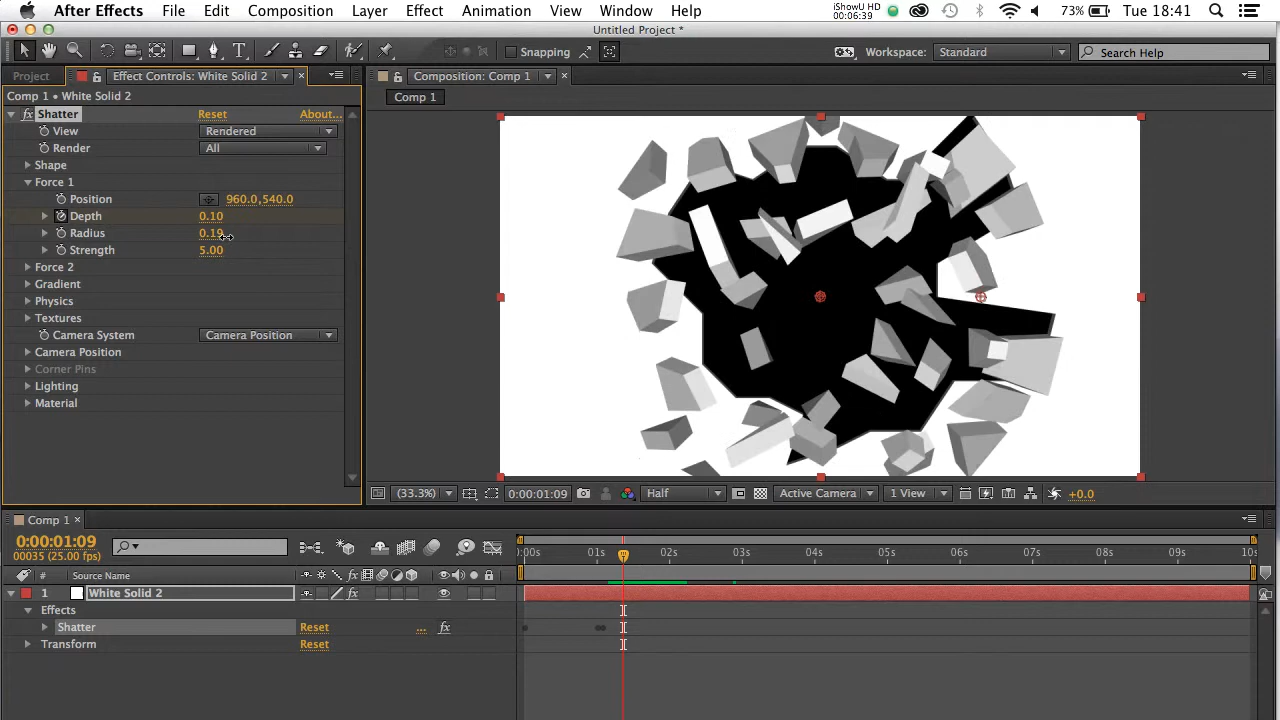 After Effects File Edit Composition Layer Effect Animation View Window Help iShowU HD 00:06:39 73% Tue 18:41
Untitled Project *
Snapping Workspace: Standard Search Help
Project Effect Controls: White Solid 2 Composition: Comp 1
Comp 1 • White Solid 2 Comp 1
fx Shatter Reset About...
View Rendered
Render All
Shape
Force 1
Position 960.0,540.0
Depth 0.10
Radius 0.19
Strength 5.00
Force 2
Gradient
Physics
Textures
Camera System Camera Position
Camera Position
Corner Pins
Lighting
Material
(33.3%) 0:00:01:09 Half Active Camera 1 View +0.0
Comp 1
0:00:01:09
00035 (25.00 fps)
:00s 01s 02s 03s 04s 05s 06s 07s 08s 09s 10s
# Source Name fx
1 White Solid 2 fx
Effects
Shatter Reset ... fx
Transform Reset